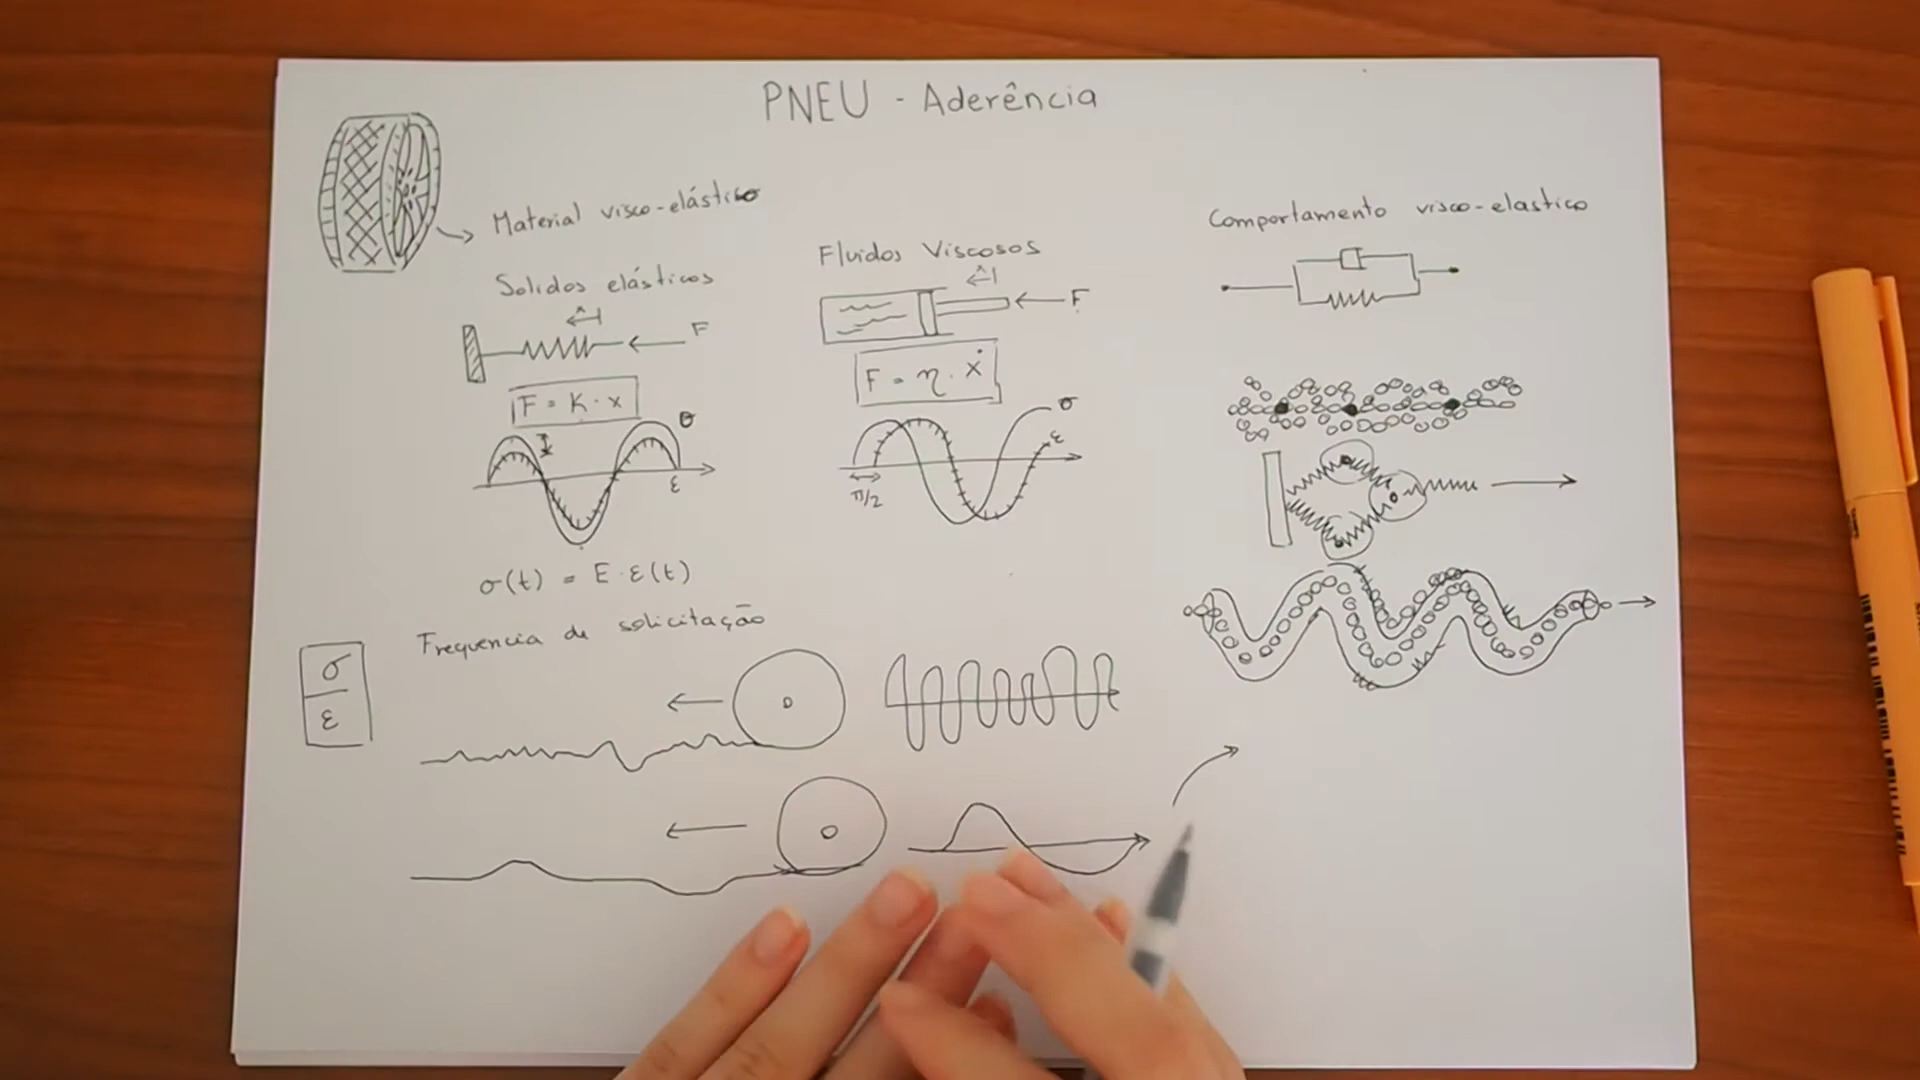 PNEU - Aderência
Material visco-elástico
Solidos elásticos
x
F
F = K · x
σ
ε
σ(t) = E · ε(t)
Fluidos Viscosos
x
F
F = η · ẋ
σ
ε
π/2
Comportamento visco-elastico
Frequencia de solicitação
σ
ε